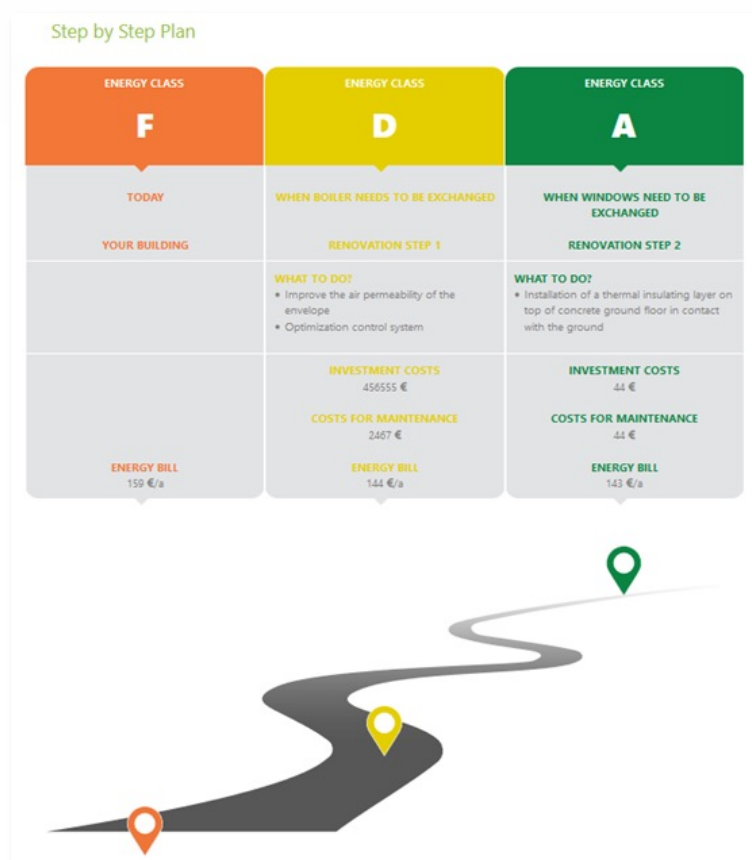 Step by Step Plan
ENERGY CLASS
F
TODAY
YOUR BUILDING
ENERGY BILL
159 €/a
ENERGY CLASS
D
WHEN BOILER NEEDS TO BE EXCHANGED
RENOVATION STEP 1
WHAT TO DO?
• Improve the air permeability of the
envelope
• Optimization control system
INVESTMENT COSTS
456555 €
COSTS FOR MAINTENANCE
2467 €
ENERGY BILL
144 €/a
ENERGY CLASS
A
WHEN WINDOWS NEED TO BE
EXCHANGED
RENOVATION STEP 2
WHAT TO DO?
• Installation of a thermal insulating layer on
top of concrete ground floor in contact
with the ground
INVESTMENT COSTS
44 €
COSTS FOR MAINTENANCE
44 €
ENERGY BILL
143 €/a